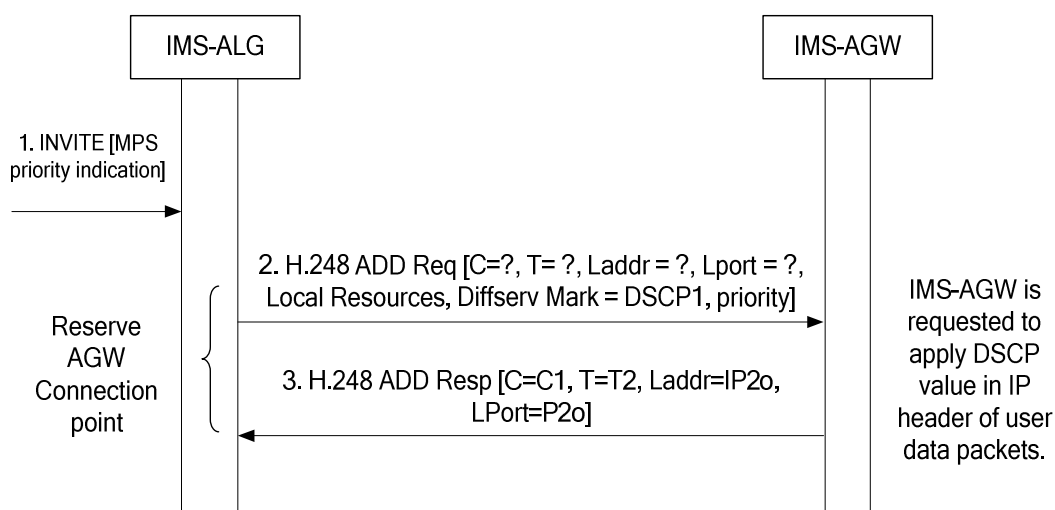 IMS-ALG
IMS-AGW
1. INVITE [MPS
priority indication]
2. H.248 ADD Req [C=?, T= ?, Laddr = ?, Lport = ?,
Local Resources, Diffserv Mark = DSCP1, priority]
Reserve
AGW
Connection
point
3. H.248 ADD Resp [C=C1, T=T2, Laddr=IP2o,
LPort=P2o]
IMS-AGW is
requested to
apply DSCP
value in IP
header of user
data packets.